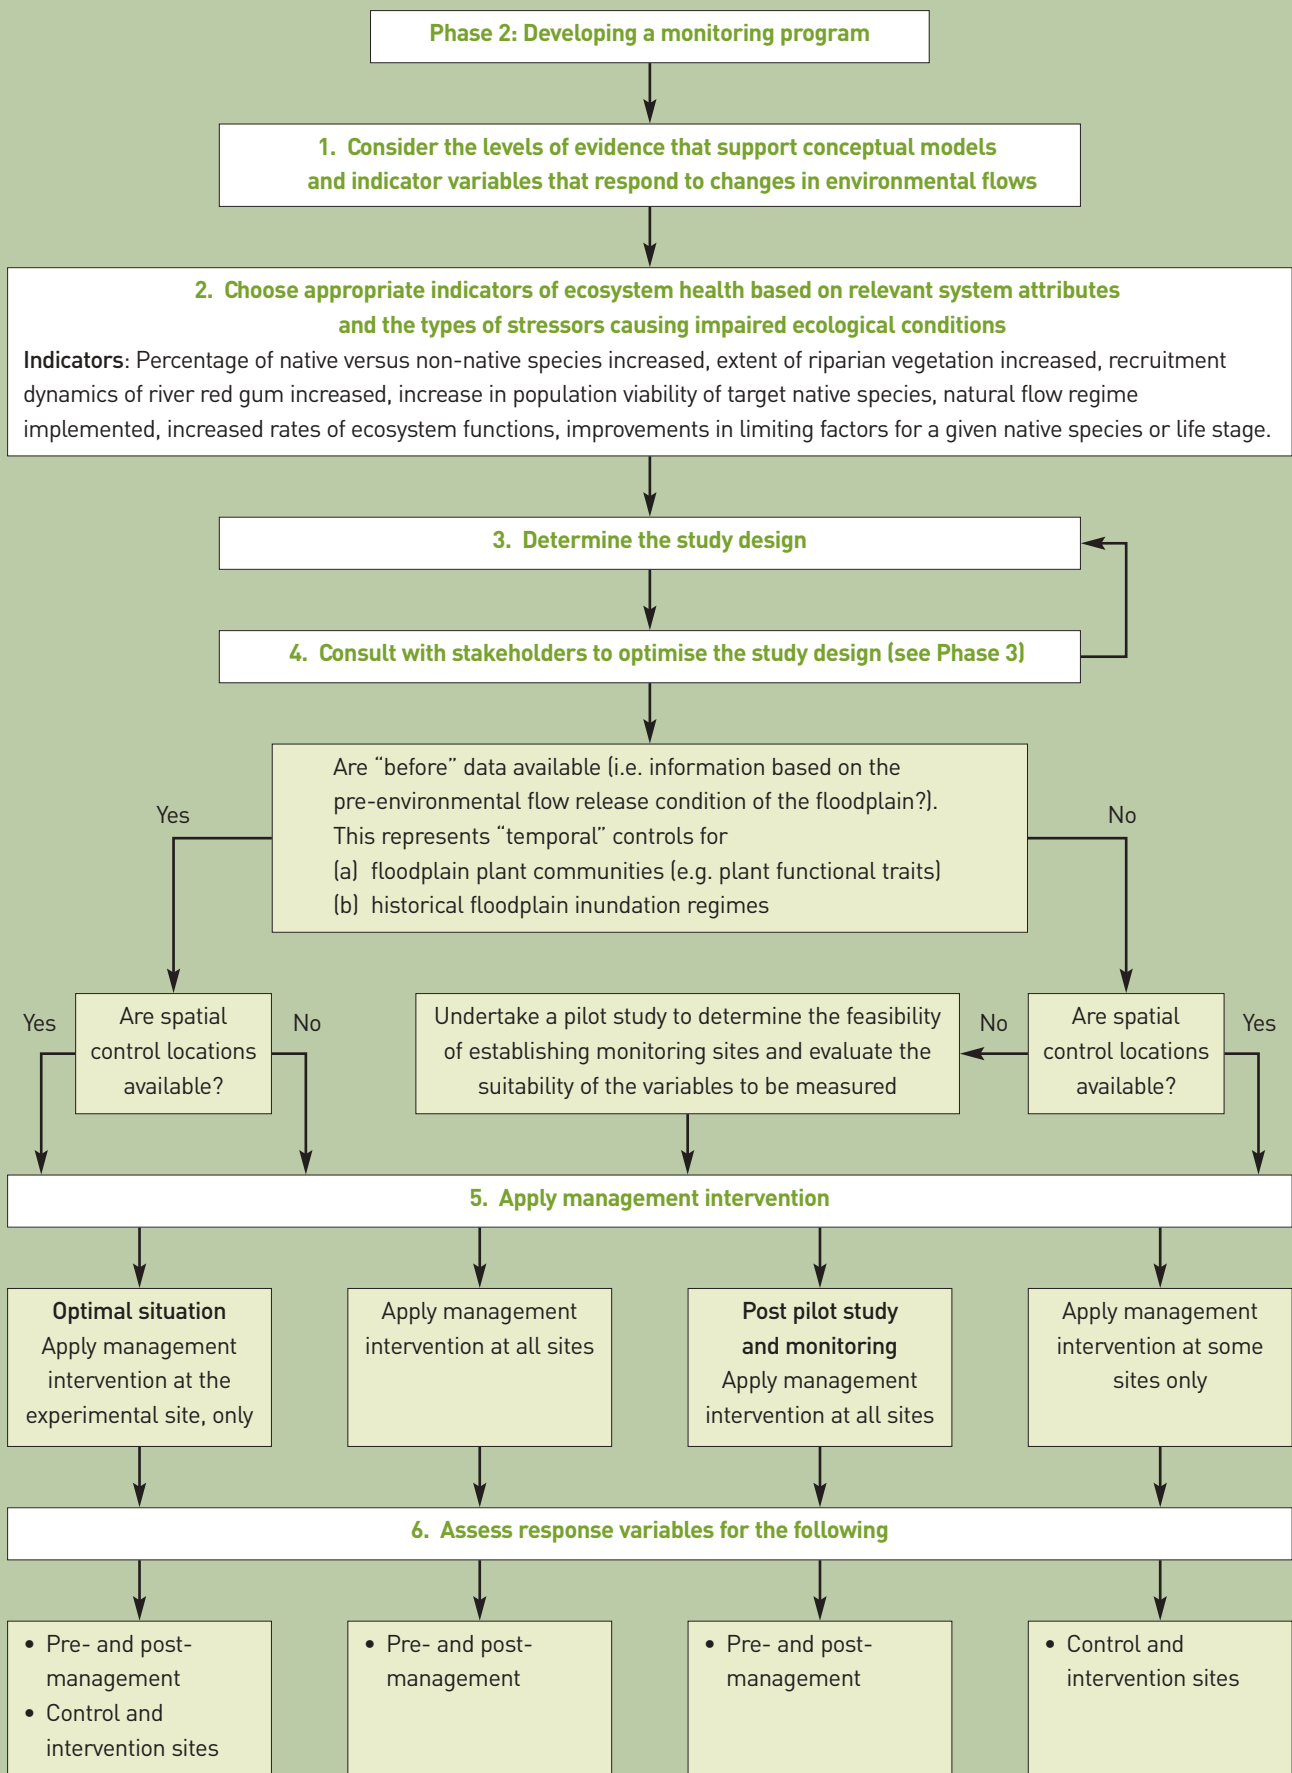 Phase 2: Developing a monitoring program
1. Consider the levels of evidence that support conceptual models
and indicator variables that respond to changes in environmental flows
2. Choose appropriate indicators of ecosystem health based on relevant system attributes
and the types of stressors causing impaired ecological conditions
Indicators: Percentage of native versus non-native species increased, extent of riparian vegetation increased, recruitment
dynamics of river red gum increased, increase in population viability of target native species, natural flow regime
implemented, increased rates of ecosystem functions, improvements in limiting factors for a given native species or life stage.
3. Determine the study design
4. Consult with stakeholders to optimise the study design (see Phase 3)
Are “before” data available (i.e. information based on the
pre-environmental flow release condition of the floodplain?).
This represents “temporal” controls for
(a) floodplain plant communities (e.g. plant functional traits)
(b) historical floodplain inundation regimes
Yes
No
Yes
Are spatial
control locations
available?
No
Undertake a pilot study to determine the feasibility
of establishing monitoring sites and evaluate the
suitability of the variables to be measured
No
Are spatial
control locations
available?
Yes
5. Apply management intervention
Optimal situation
Apply management
intervention at the
experimental site, only
Apply management
intervention at all sites
Post pilot study
and monitoring
Apply management
intervention at all sites
Apply management
intervention at some
sites only
6. Assess response variables for the following
• Pre- and post-
management
• Control and
intervention sites
• Pre- and post-
management
• Pre- and post-
management
• Control and
intervention sites